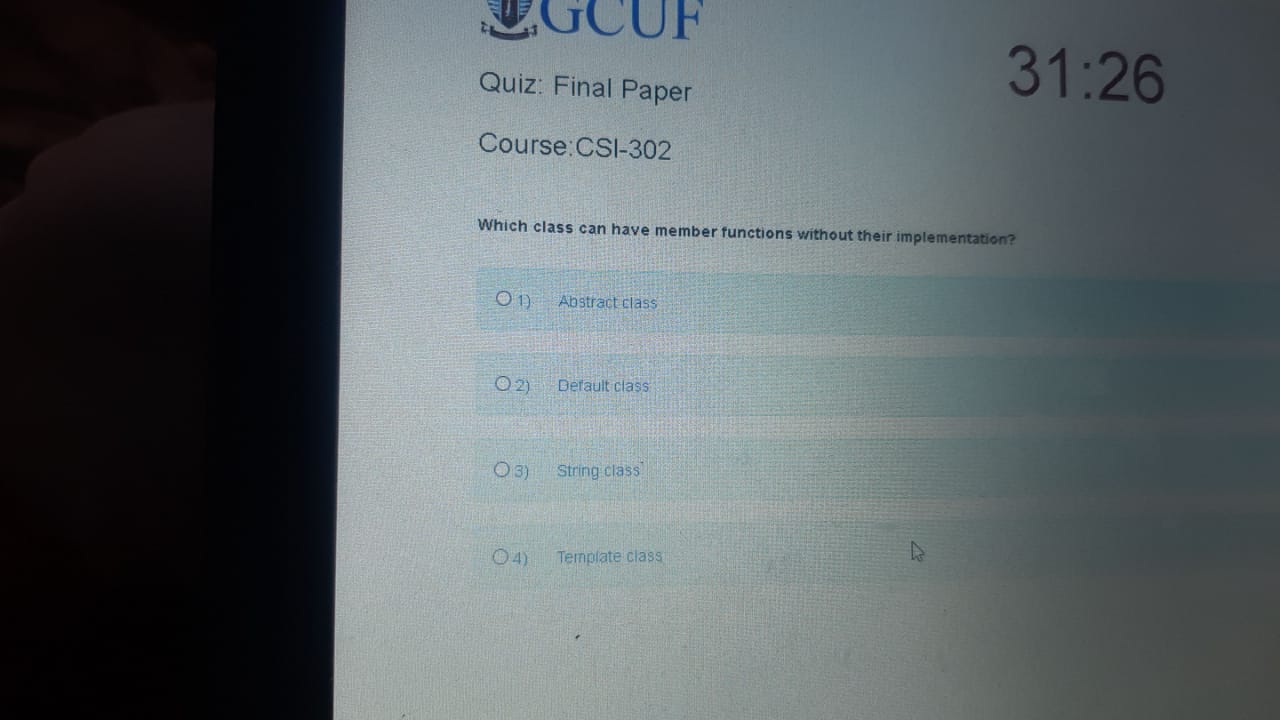 GCUF
31:26
Quiz: Final Paper
Course:CSI-302
Which class can have member functions without their implementation?
1) Abstract class
2) Default class
3) String class
4) Template class